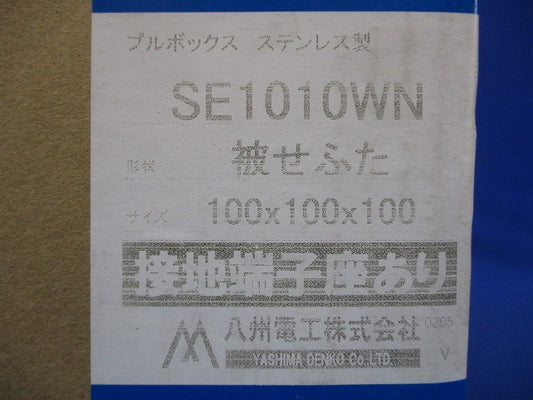 プルボックス ステンレス製
SE1010WN
形状 被せふた
サイズ 100x100x100
接地端子座あり
八州電工株式会社 0395
YASHIMA DENKO Co.LTD. V